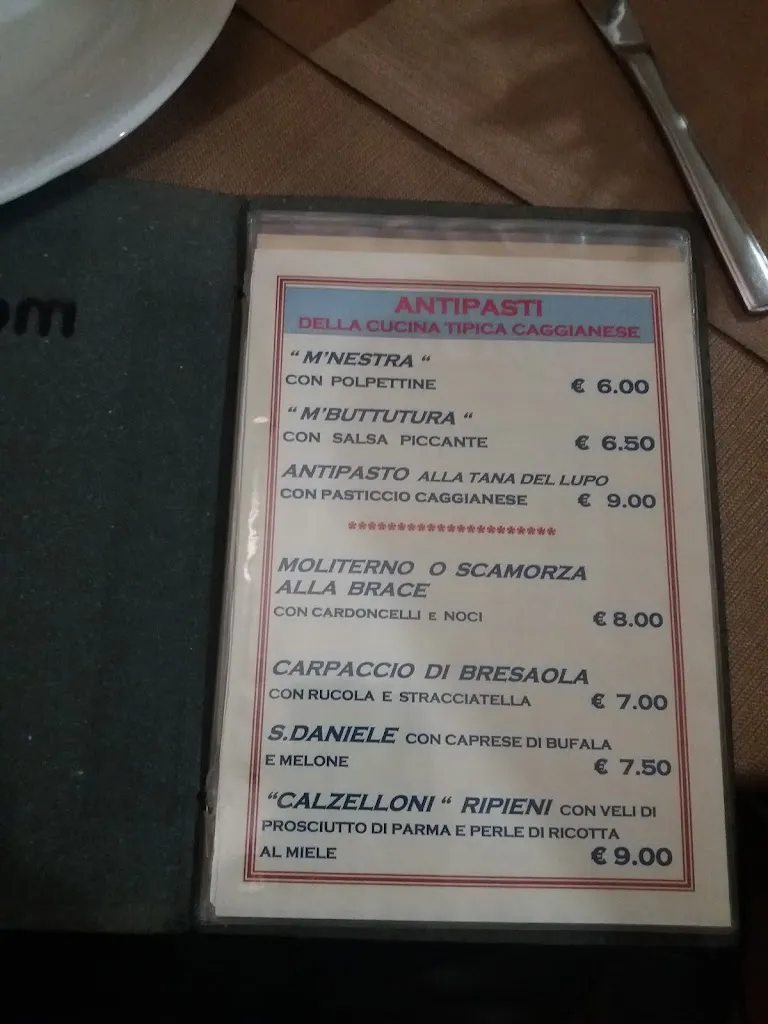 om
ANTIPASTI
DELLA CUCINA TIPICA CAGGIANESE
“ M'NESTRA “
CON POLPETTINE € 6.00
“ M'BUTTUTURA “
CON SALSA PICCANTE € 6.50
ANTIPASTO ALLA TANA DEL LUPO
CON PASTICCIO CAGGIANESE € 9.00
*********************
MOLITERNO O SCAMORZA
ALLA BRACE
CON CARDONCELLI E NOCI € 8.00
CARPACCIO DI BRESAOLA
CON RUCOLA E STRACCIATELLA € 7.00
S.DANIELE CON CAPRESE DI BUFALA
E MELONE € 7.50
“CALZELLONI “ RIPIENI CON VELI DI
PROSCIUTTO DI PARMA E PERLE DI RICOTTA
AL MIELE € 9.00